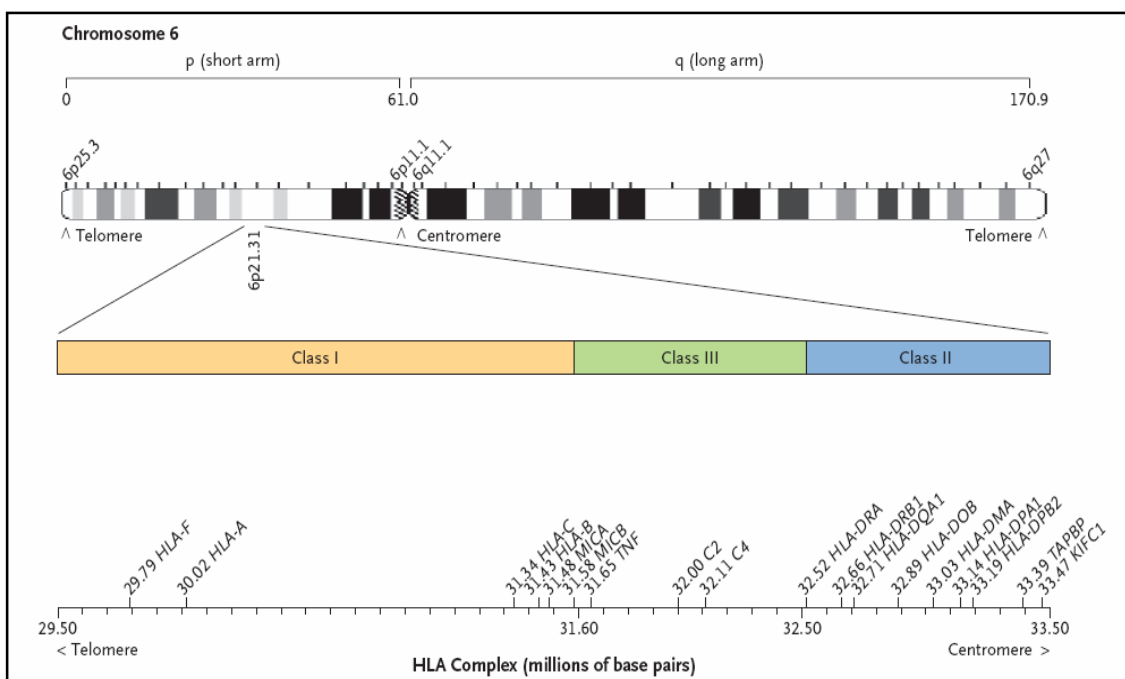 Chromosome 6
p (short arm) q (long arm)
0 61.0 170.9
6p25.3 6p11.1 6q11.1 6q27
^ Telomere ^ Centromere Telomere ^
6p21.31
Class I Class III Class II
29.79 HLA-F 30.02 HLA-A 31.34 HLA-C 31.43 HLA-B 31.48 MICA 31.58 MICB 31.65 TNF 32.00 C2 32.11 C4 32.52 HLA-DRA 32.66 HLA-DRB1 32.71 HLA-DQA1 32.89 HLA-DOB 33.03 HLA-DMA 33.14 HLA-DPA1 33.19 HLA-DPB2 33.39 TAPBP 33.47 KIFC1
29.50 31.60 32.50 33.50
< Telomere Centromere >
HLA Complex (millions of base pairs)